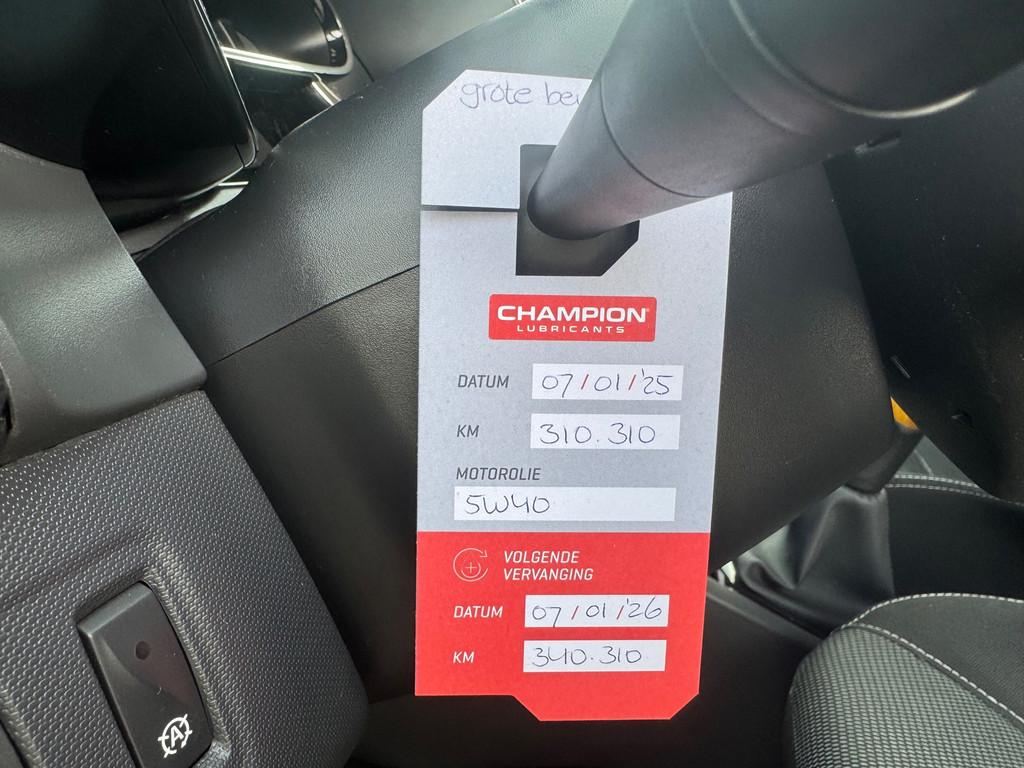 grote
CHAMPION
LUBRICANTS
DATUM 07/01/'25
KM 310.310
MOTOROLIE
5W40
VOLGENDE
VERVANGING
DATUM 07/01/'26
KM 340.310
A